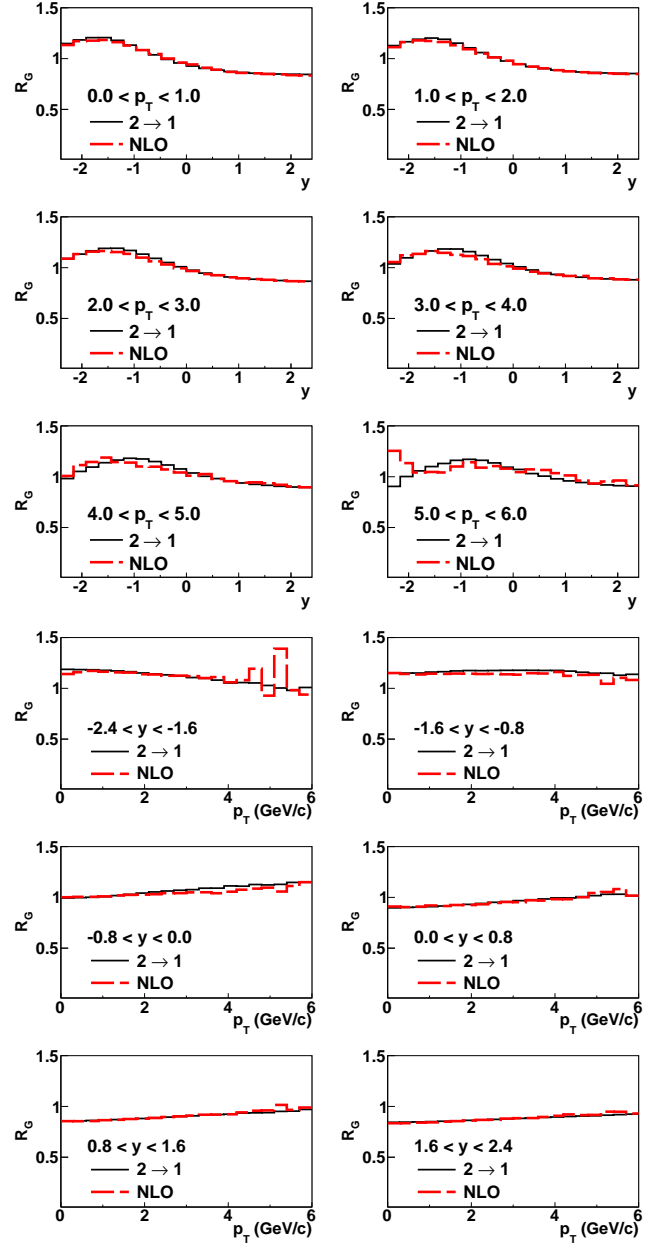 R_G
1.5
1
0.5
0.0 < p_T < 1.0
2 → 1
NLO
-2 -1 0 1 2
y
R_G
1.5
1
0.5
1.0 < p_T < 2.0
2 → 1
NLO
-2 -1 0 1 2
y
R_G
1.5
1
0.5
2.0 < p_T < 3.0
2 → 1
NLO
-2 -1 0 1 2
y
R_G
1.5
1
0.5
3.0 < p_T < 4.0
2 → 1
NLO
-2 -1 0 1 2
y
R_G
1.5
1
0.5
4.0 < p_T < 5.0
2 → 1
NLO
-2 -1 0 1 2
y
R_G
1.5
1
0.5
5.0 < p_T < 6.0
2 → 1
NLO
-2 -1 0 1 2
y
R_G
1.5
1
0.5
-2.4 < y < -1.6
2 → 1
NLO
0 2 4 6
p_T (GeV/c)
R_G
1.5
1
0.5
-1.6 < y < -0.8
2 → 1
NLO
0 2 4 6
p_T (GeV/c)
R_G
1.5
1
0.5
-0.8 < y < 0.0
2 → 1
NLO
0 2 4 6
p_T (GeV/c)
R_G
1.5
1
0.5
0.0 < y < 0.8
2 → 1
NLO
0 2 4 6
p_T (GeV/c)
R_G
1.5
1
0.5
0.8 < y < 1.6
2 → 1
NLO
0 2 4 6
p_T (GeV/c)
R_G
1.5
1
0.5
1.6 < y < 2.4
2 → 1
NLO
0 2 4 6
p_T (GeV/c)